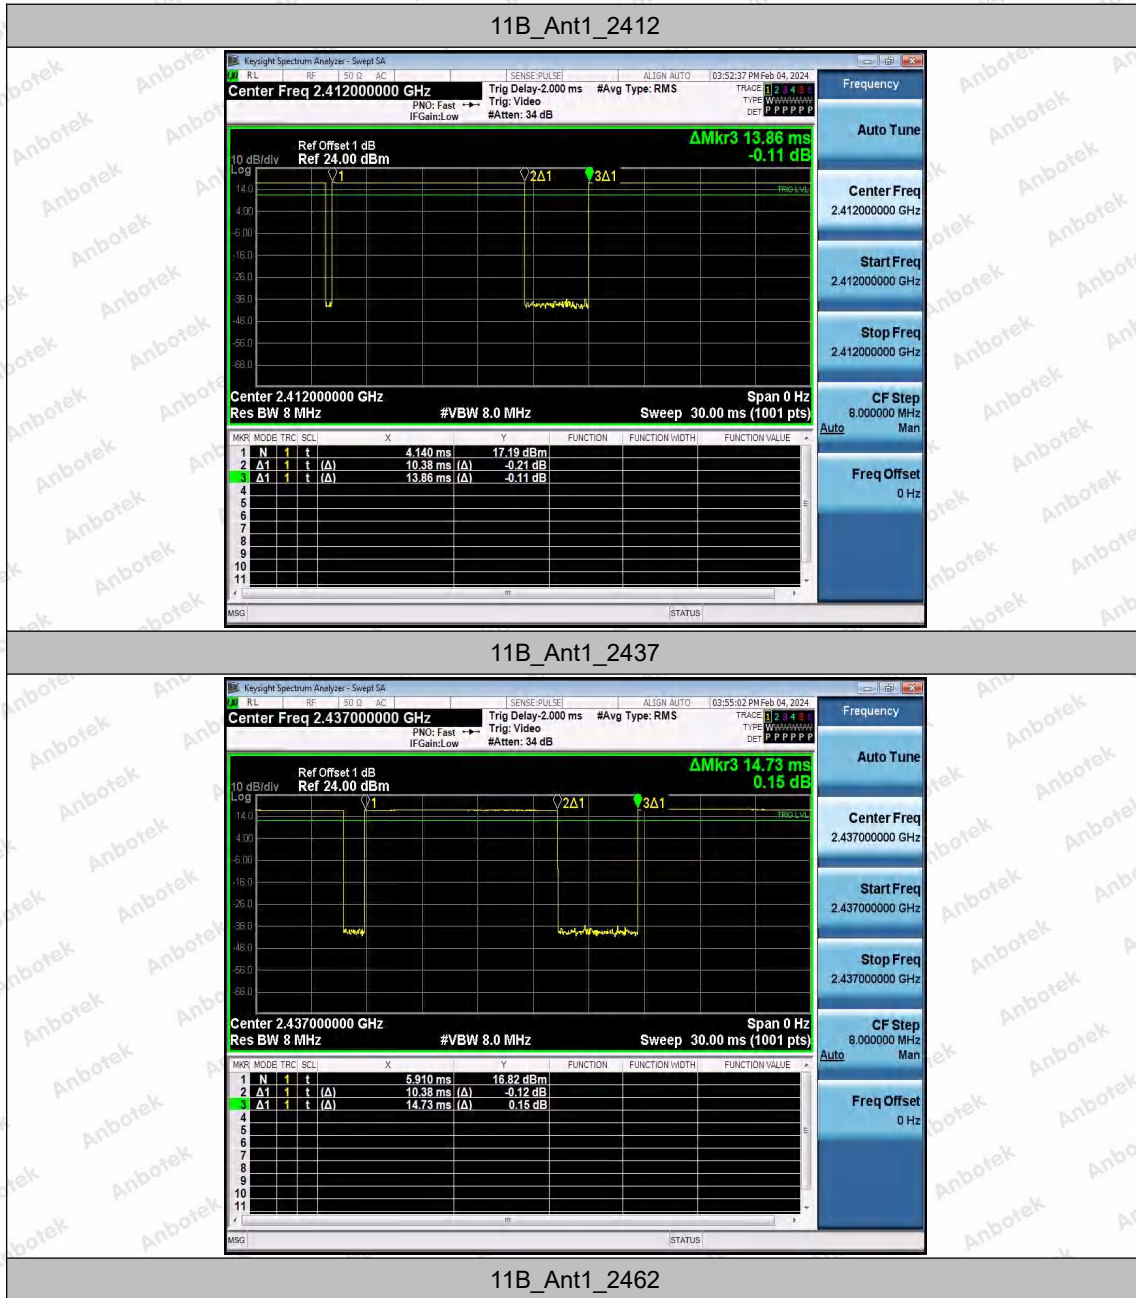 11B_Ant1_2412
Keysight Spectrum Analyzer - Swept SA
RL RF 50 Ω AC SENSE:PULSE ALIGN AUTO 03:52:37 PM Feb 04, 2024
Center Freq 2.412000000 GHz Trig Delay-2.000 ms #Avg Type: RMS TRACE 1 2 3 4 5 6
PNO: Fast Trig: Video TYPE WWWWWW
IFGain:Low #Atten: 34 dB DET P P P P P P
Frequency
Auto Tune
ΔMkr3 13.86 ms
-0.11 dB
Ref Offset 1 dB
10 dB/div Ref 24.00 dBm
Log
1 2Δ1 3Δ1
TRIG LVL
14.0
4.00
-6.00
-16.0
-26.0
-36.0
-46.0
-56.0
-66.0
Center 2.412000000 GHz Span 0 Hz
Res BW 8 MHz #VBW 8.0 MHz Sweep 30.00 ms (1001 pts)
MKR MODE TRC SCL X Y FUNCTION FUNCTION WIDTH FUNCTION VALUE
1 N 1 t 4.140 ms 17.19 dBm
2 Δ1 1 t (Δ) 10.38 ms (Δ) -0.21 dB
3 Δ1 1 t (Δ) 13.86 ms (Δ) -0.11 dB
4
5
6
7
8
9
10
11
MSG STATUS
Center Freq
2.412000000 GHz
Start Freq
2.412000000 GHz
Stop Freq
2.412000000 GHz
CF Step
8.000000 MHz
Auto Man
Freq Offset
0 Hz
11B_Ant1_2437
Keysight Spectrum Analyzer - Swept SA
RL RF 50 Ω AC SENSE:PULSE ALIGN AUTO 03:55:02 PM Feb 04, 2024
Center Freq 2.437000000 GHz Trig Delay-2.000 ms #Avg Type: RMS TRACE 1 2 3 4 5 6
PNO: Fast Trig: Video TYPE WWWWWW
IFGain:Low #Atten: 34 dB DET P P P P P P
Frequency
Auto Tune
ΔMkr3 14.73 ms
0.15 dB
Ref Offset 1 dB
10 dB/div Ref 24.00 dBm
Log
1 2Δ1 3Δ1
TRIG LVL
14.0
4.00
-6.00
-16.0
-26.0
-36.0
-46.0
-56.0
-66.0
Center 2.437000000 GHz Span 0 Hz
Res BW 8 MHz #VBW 8.0 MHz Sweep 30.00 ms (1001 pts)
MKR MODE TRC SCL X Y FUNCTION FUNCTION WIDTH FUNCTION VALUE
1 N 1 t 5.910 ms 16.82 dBm
2 Δ1 1 t (Δ) 10.38 ms (Δ) -0.12 dB
3 Δ1 1 t (Δ) 14.73 ms (Δ) 0.15 dB
4
5
6
7
8
9
10
11
MSG STATUS
Center Freq
2.437000000 GHz
Start Freq
2.437000000 GHz
Stop Freq
2.437000000 GHz
CF Step
8.000000 MHz
Auto Man
Freq Offset
0 Hz
11B_Ant1_2462